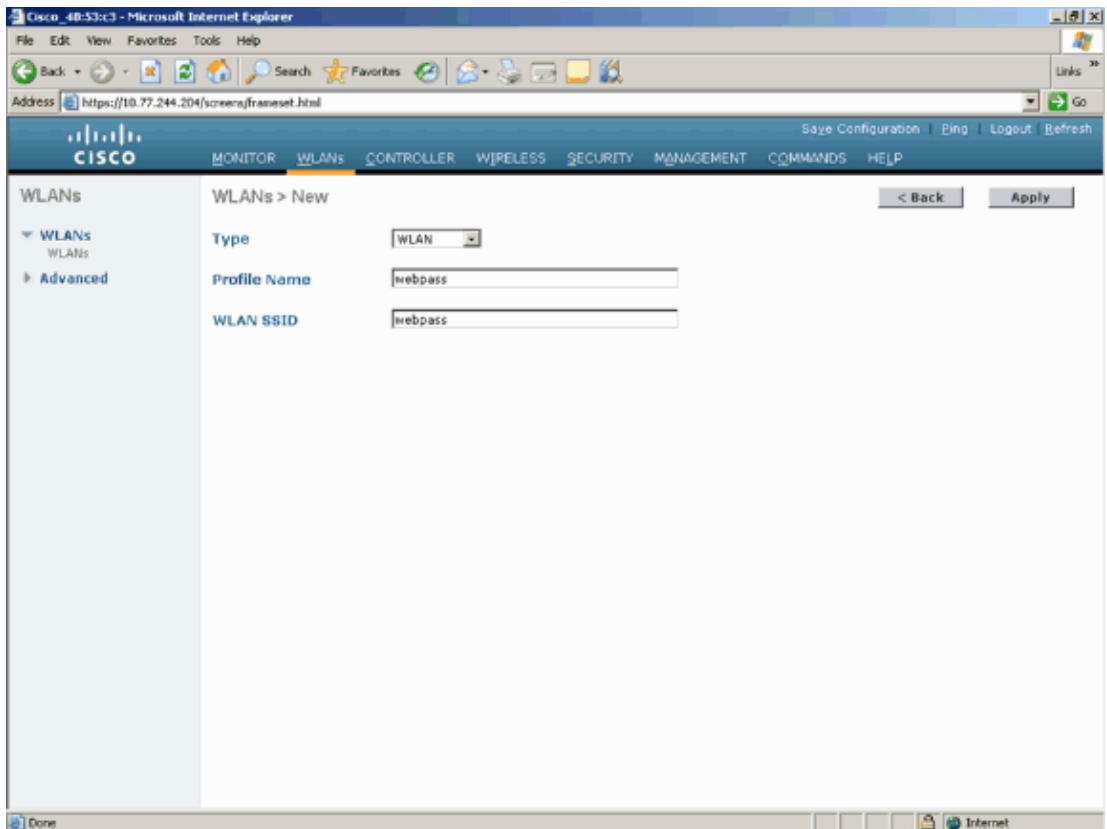 Cisco_48:53:c3 - Microsoft Internet Explorer
File Edit View Favorites Tools Help
Back Search Favorites Links »
Address https://10.77.244.204/screens/frameset.html Go
Save Configuration | Ping | Logout | Refresh
CISCO MONITOR WLANs CONTROLLER WIRELESS SECURITY MANAGEMENT COMMANDS HELP
WLANs WLANs > New < Back Apply
WLANs Type WLAN
WLANs
Advanced Profile Name webpass
WLAN SSID webpass
Done Internet